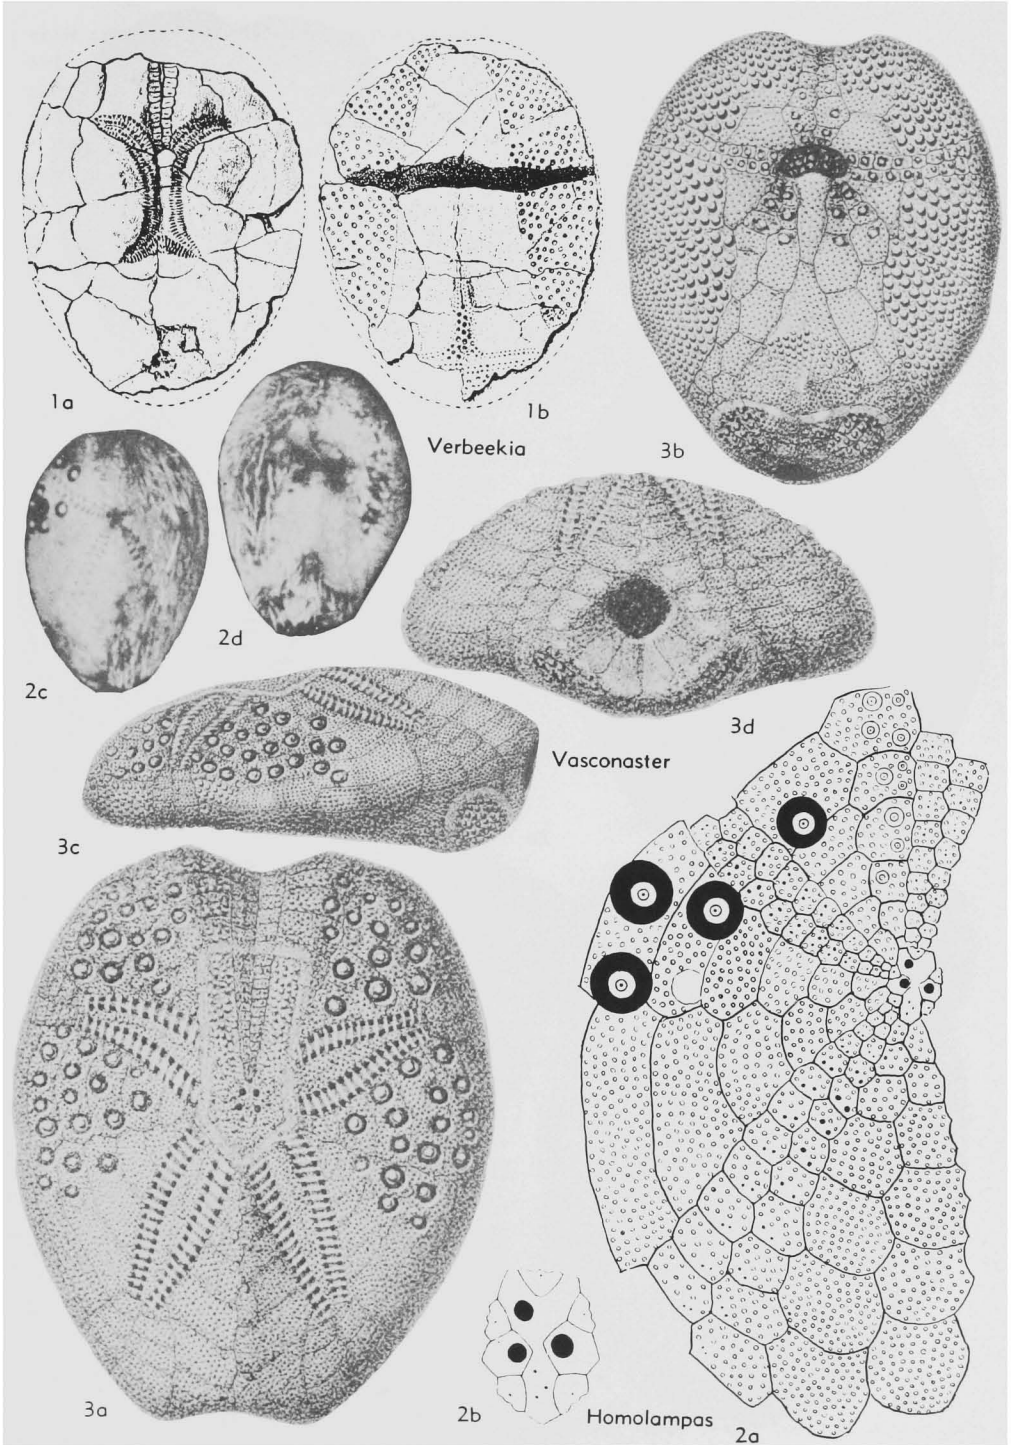 1a
1b
Verbeekia
3b
2d
2c
3d
Vasconaster
3c
3a
2b
Homolampas
2a